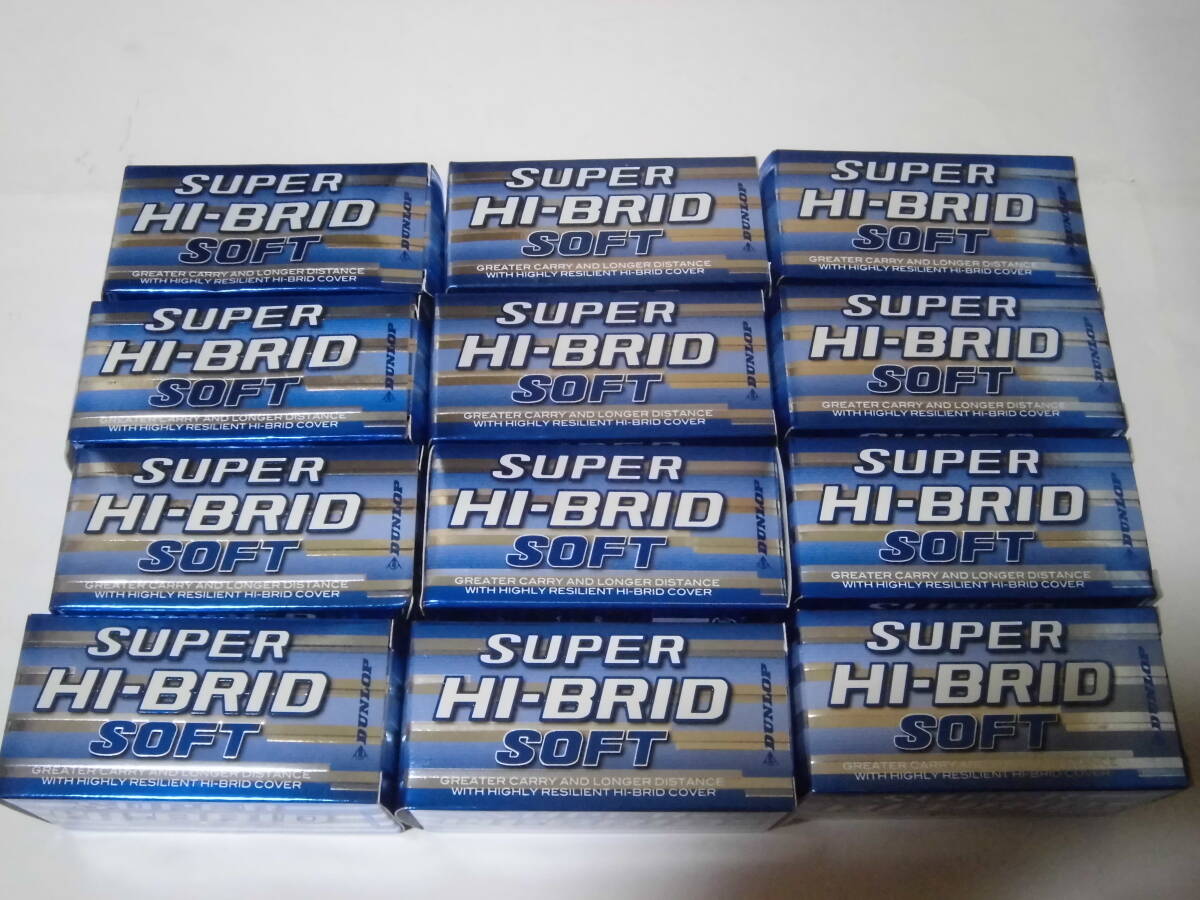 SUPER
HI-BRID
SOFT
GREATER CARRY AND LONGER DISTANCE
WITH HIGHLY RESILIENT HI-BRID COVER
DUNLOP
SUPER
HI-BRID
SOFT
GREATER CARRY AND LONGER DISTANCE
WITH HIGHLY RESILIENT HI-BRID COVER
DUNLOP
SUPER
HI-BRID
SOFT
GREATER CARRY AND LONGER DISTANCE
WITH HIGHLY RESILIENT HI-BRID COVER
DUNLOP
SUPER
HI-BRID
SOFT
GREATER CARRY AND LONGER DISTANCE
WITH HIGHLY RESILIENT HI-BRID COVER
DUNLOP
SUPER
HI-BRID
SOFT
GREATER CARRY AND LONGER DISTANCE
WITH HIGHLY RESILIENT HI-BRID COVER
DUNLOP
SUPER
HI-BRID
SOFT
GREATER CARRY AND LONGER DISTANCE
WITH HIGHLY RESILIENT HI-BRID COVER
DUNLOP
SUPER
HI-BRID
SOFT
GREATER CARRY AND LONGER DISTANCE
WITH HIGHLY RESILIENT HI-BRID COVER
DUNLOP
SUPER
HI-BRID
SOFT
GREATER CARRY AND LONGER DISTANCE
WITH HIGHLY RESILIENT HI-BRID COVER
DUNLOP
SUPER
HI-BRID
SOFT
GREATER CARRY AND LONGER DISTANCE
WITH HIGHLY RESILIENT HI-BRID COVER
DUNLOP
SUPER
HI-BRID
SOFT
GREATER CARRY AND LONGER DISTANCE
WITH HIGHLY RESILIENT HI-BRID COVER
DUNLOP
SUPER
HI-BRID
SOFT
GREATER CARRY AND LONGER DISTANCE
WITH HIGHLY RESILIENT HI-BRID COVER
DUNLOP
SUPER
HI-BRID
SOFT
GREATER CARRY AND LONGER DISTANCE
WITH HIGHLY RESILIENT HI-BRID COVER
DUNLOP